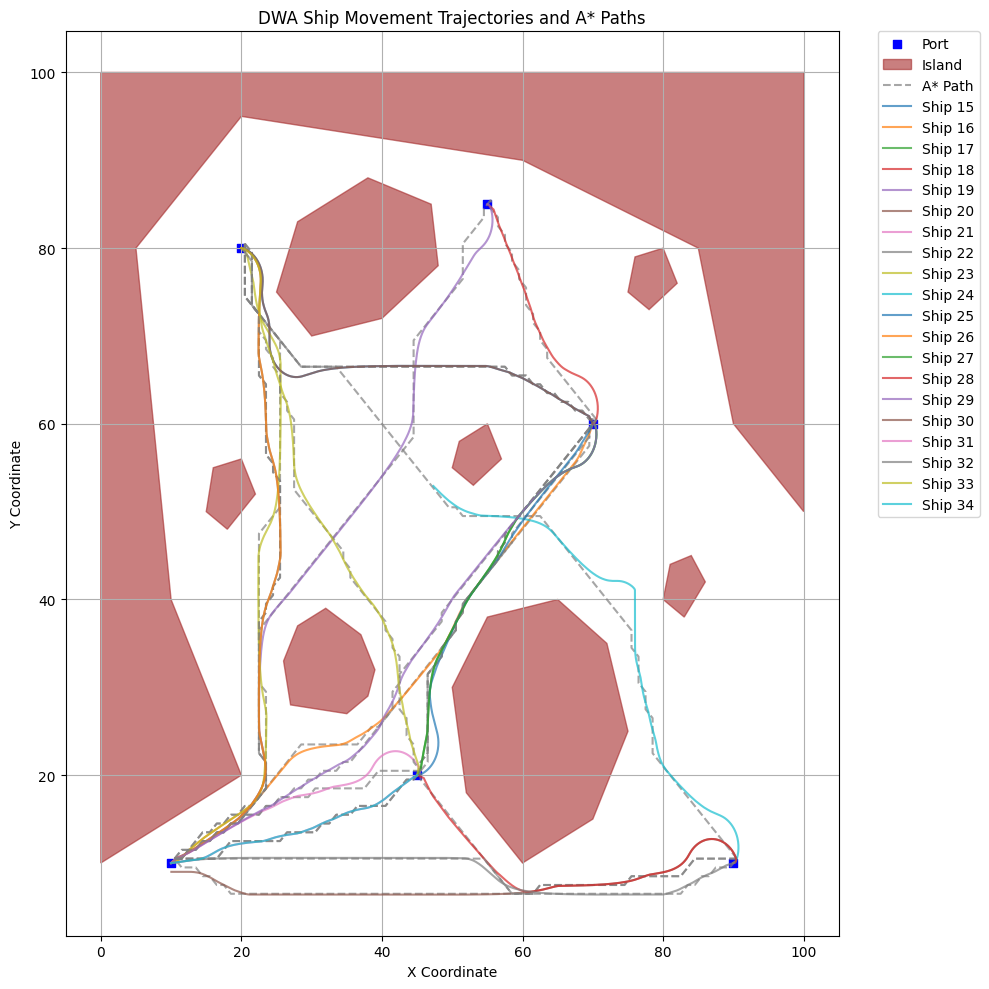 DWA Ship Movement Trajectories and A* Paths
Port
Island
A* Path
Ship 15
Ship 16
Ship 17
Ship 18
Ship 19
Ship 20
Ship 21
Ship 22
Ship 23
Ship 24
Ship 25
Ship 26
Ship 27
Ship 28
Ship 29
Ship 30
Ship 31
Ship 32
Ship 33
Ship 34
Y Coordinate
100
80
60
40
20
0
20
40
60
80
100
X Coordinate